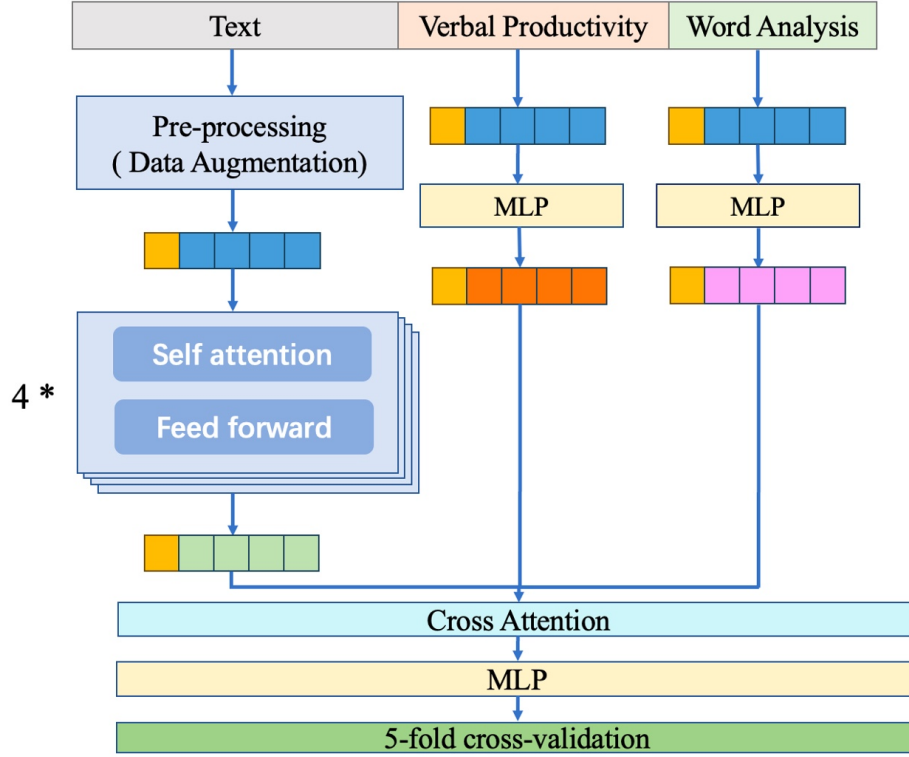 Text
Verbal Productivity
Word Analysis
Pre-processing
( Data Augmentation)
MLP
MLP
4 *
Self attention
Feed forward
Cross Attention
MLP
5-fold cross-validation